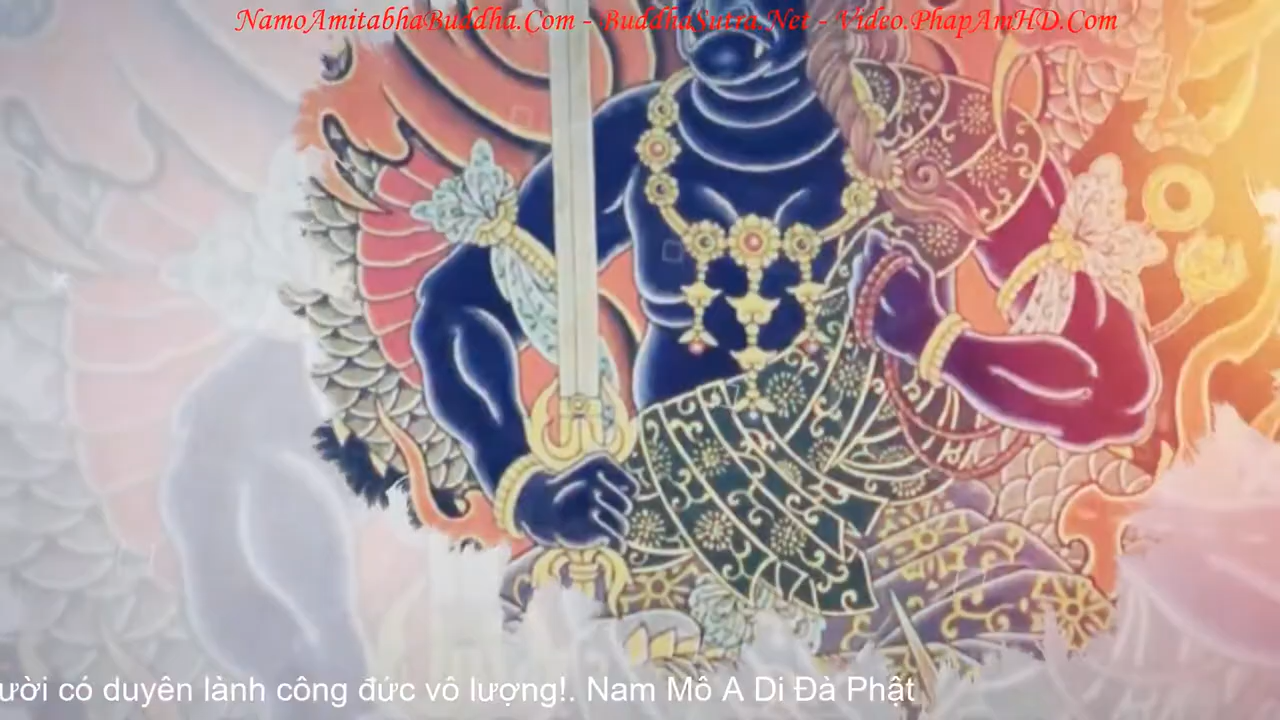 NamoAmitabhaBuddha.Com - BuddhaSutra.Net - Video.PhapAmHD.Com
ười có duyên lành công đức vô lượng!. Nam Mô A Di Đà Phật